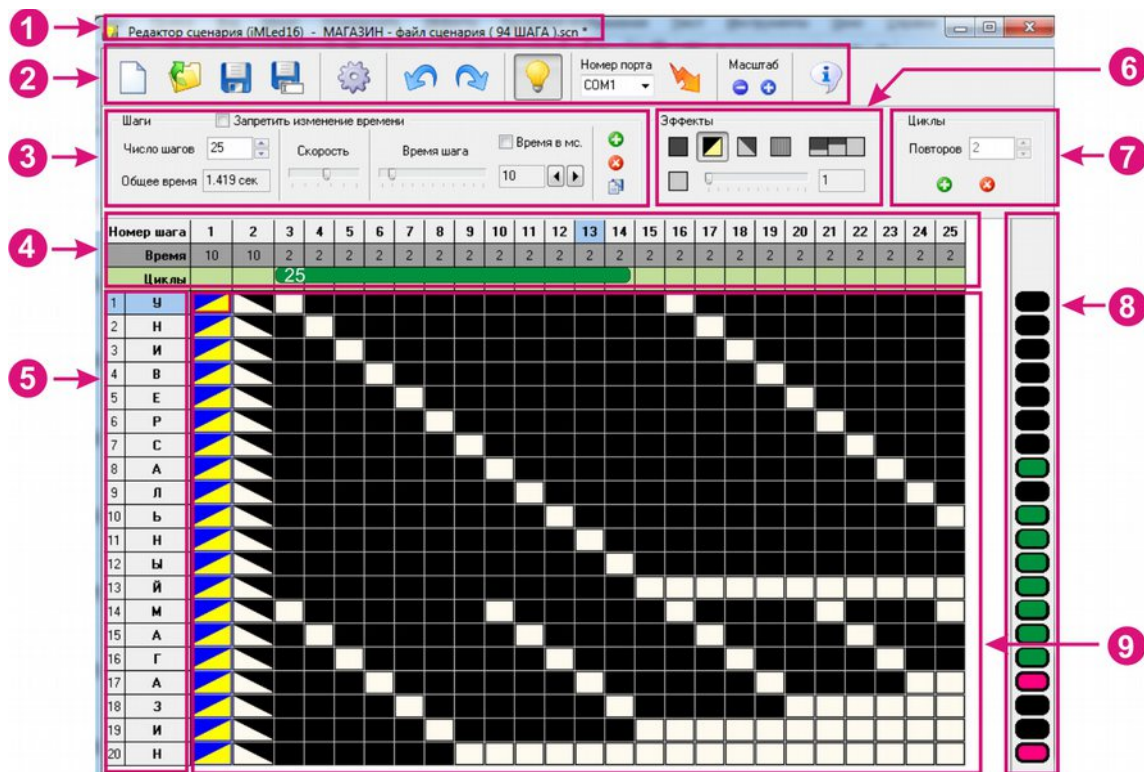 1
Редактор сценария (iMLed16) - МАГАЗИН - файл сценария ( 94 ШАГА ).scn *
2
Номер порта
COM1
Масштаб
6
3
Шаги
Запретить изменение времени
Число шагов 25
Скорость
Время шага
Время в мс.
Общее время 1.419 сек
10
Эффекты
1
Циклы
Повторов 2
7
4
Номер шага 1 2 3 4 5 6 7 8 9 10 11 12 13 14 15 16 17 18 19 20 21 22 23 24 25
Время 10 10 2 2 2 2 2 2 2 2 2 2 2 2 2 2 2 2 2 2 2 2 2 2 2
Циклы 25
8
5
1 У
2 Н
3 И
4 В
5 Е
6 Р
7 С
8 А
9 Л
10 Ь
11 Н
12 Ы
13 Й
14 М
15 А
16 Г
17 А
18 З
19 И
20 Н
9